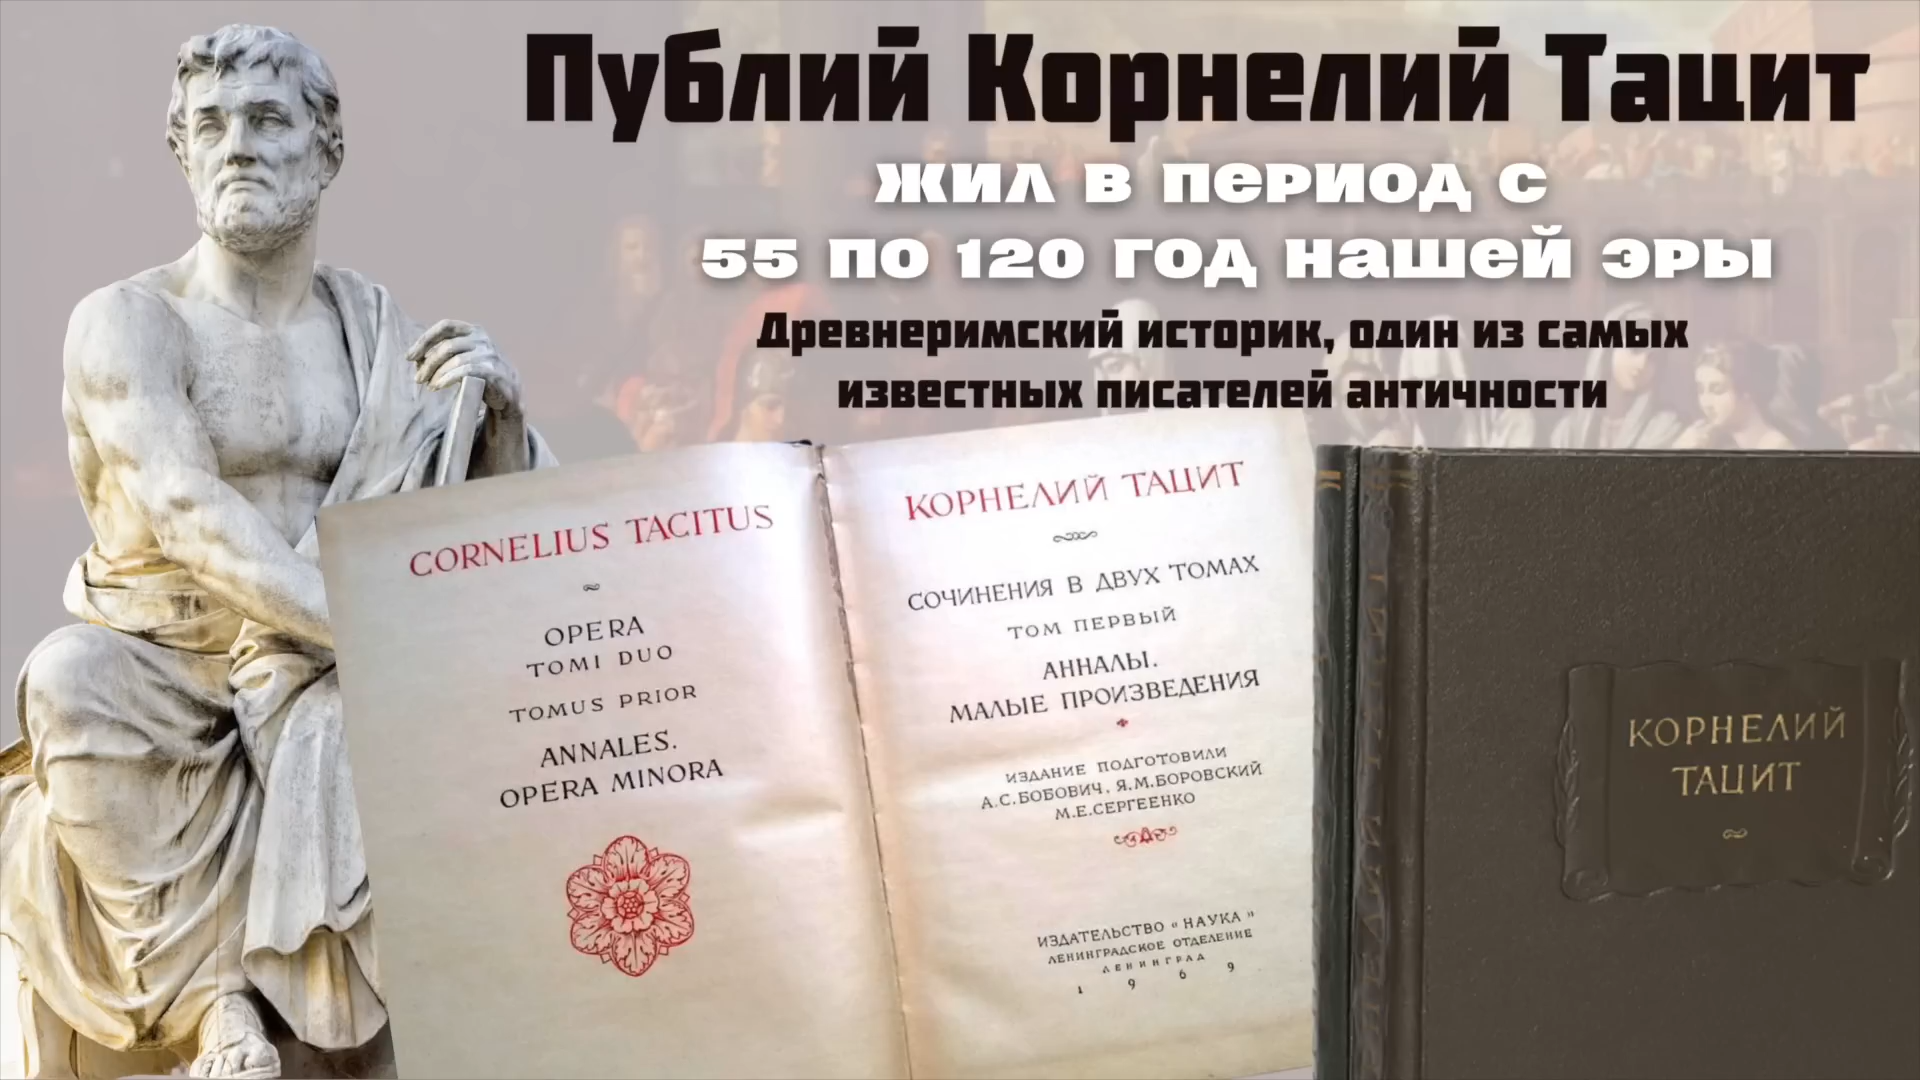 Публий Корнелий Тацит
жил в период с
55 по 120 год нашей эры
Древнеримский историк, один из самых
известных писателей античности
CORNELIUS TACITUS
OPERA
TOMI DUO
TOMUS PRIOR
ANNALES.
OPERA MINORA
КОРНЕЛИЙ ТАЦИТ
СОЧИНЕНИЯ В ДВУХ ТОМАХ
ТОМ ПЕРВЫЙ
АННАЛЫ.
МАЛЫЕ ПРОИЗВЕДЕНИЯ
ИЗДАНИЕ ПОДГОТОВИЛИ
А.С.БОБОВИЧ, Я.М.БОРОВСКИЙ
М.Е.СЕРГЕЕНКО
ИЗДАТЕЛЬСТВО «НАУКА»
ЛЕНИНГРАДСКОЕ ОТДЕЛЕНИЕ
ЛЕНИНГРАД
1969
КОРНЕЛИЙ
ТАЦИТ